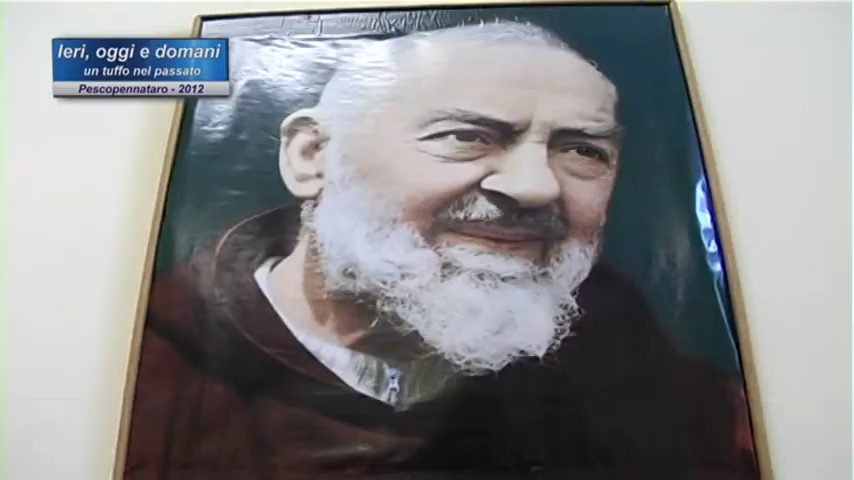 Ieri, oggi e domani
un tuffo nel passato
Pescopennataro - 2012